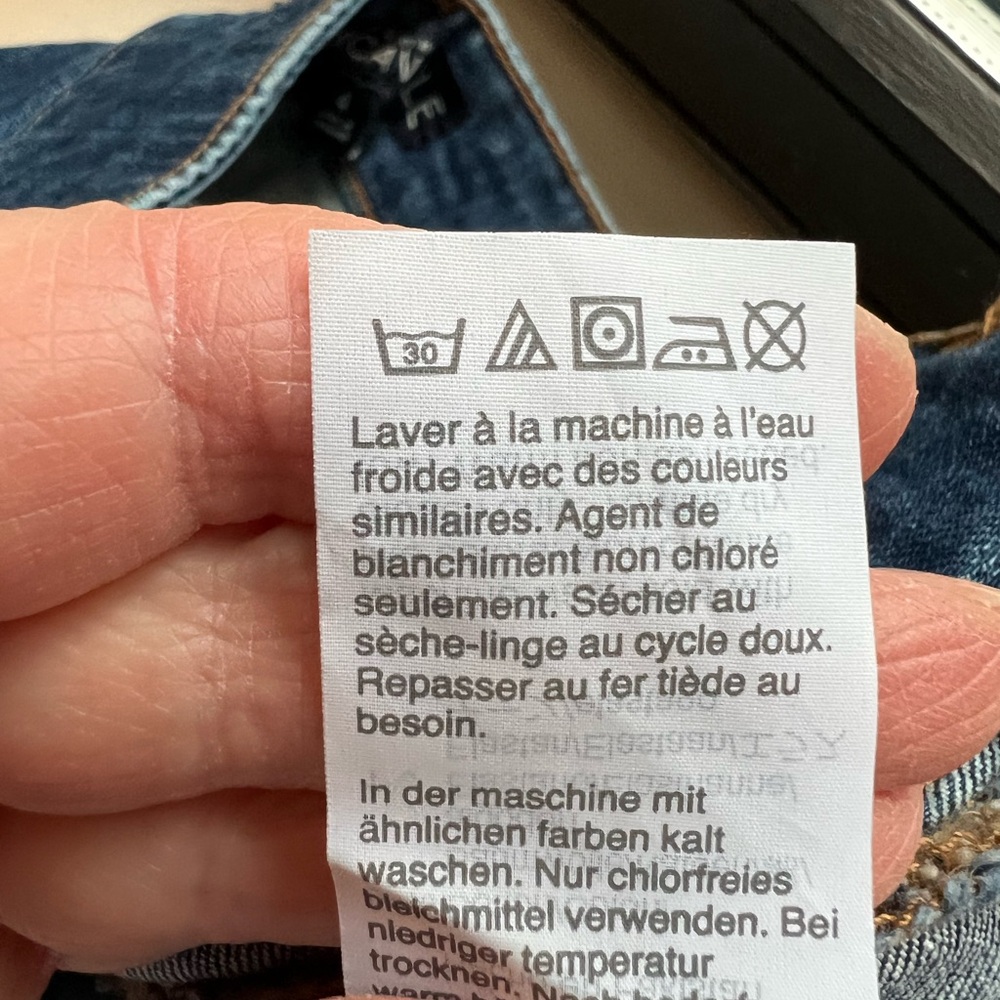 30
Laver à la machine à l'eau
froide avec des couleurs
similaires. Agent de
blanchiment non chloré
seulement. Sécher au
sèche-linge au cycle doux.
Repasser au fer tiède au
besoin.
In der maschine mit
ähnlichen farben kalt
waschen. Nur chlorfreies
bleichmittel verwenden. Bei
niedriger temperatur
trocknen.